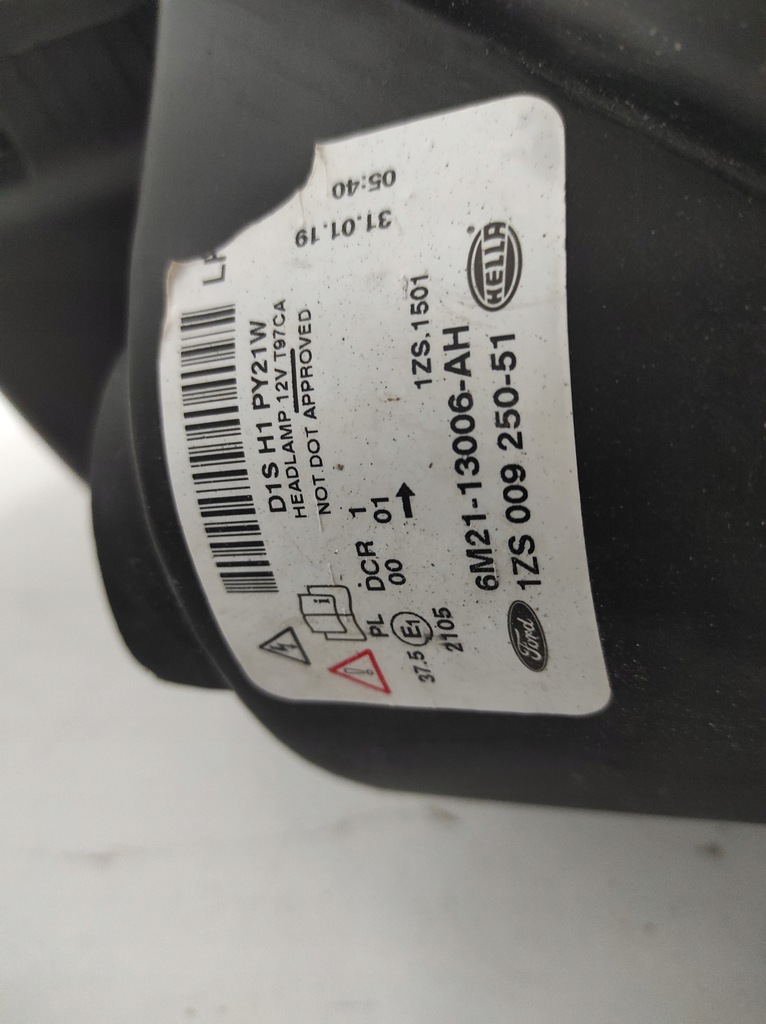 D1S H1 PY21W
HEADLAMP 12V T97CA
NOT DOT APPROVED
31.01.19
05:40
PL DCR 1
00 01
37.5 E1
2105
1ZS.1501
6M21-13006-AH
1ZS 009 250-51
Ford
HELLA
i